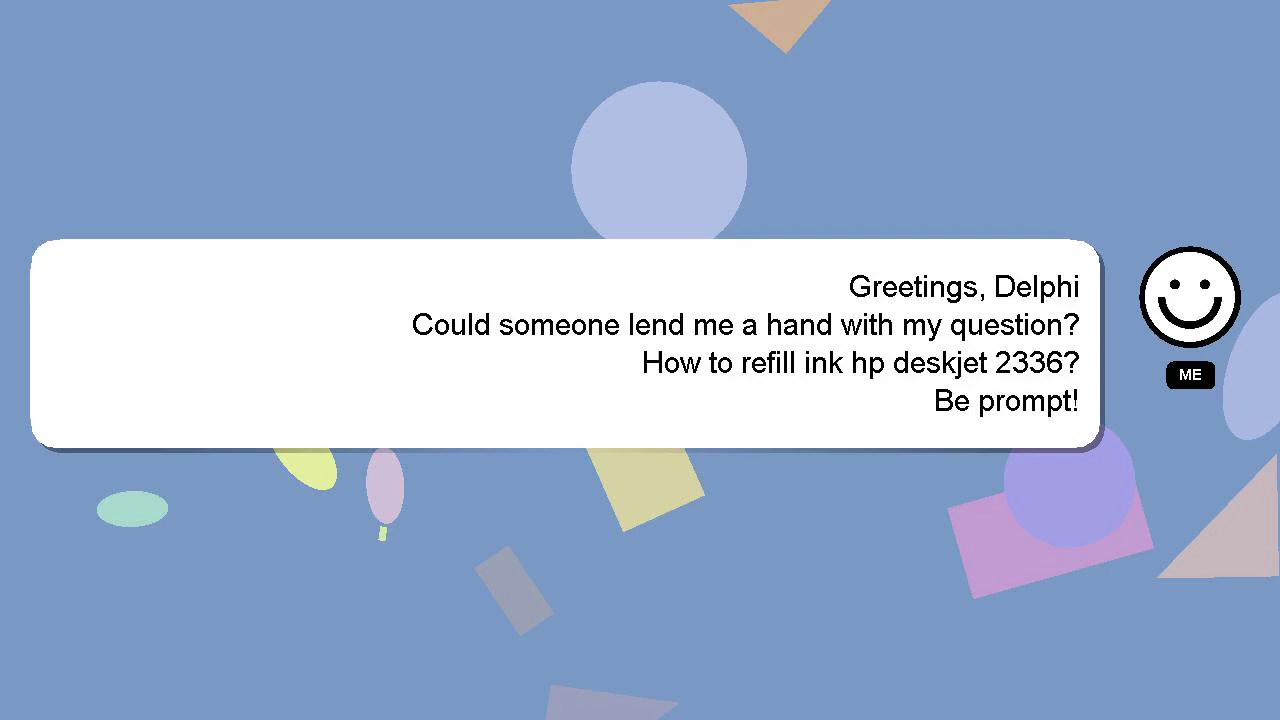 Greetings, Delphi
Could someone lend me a hand with my question?
How to refill ink hp deskjet 2336?
Be prompt!
ME